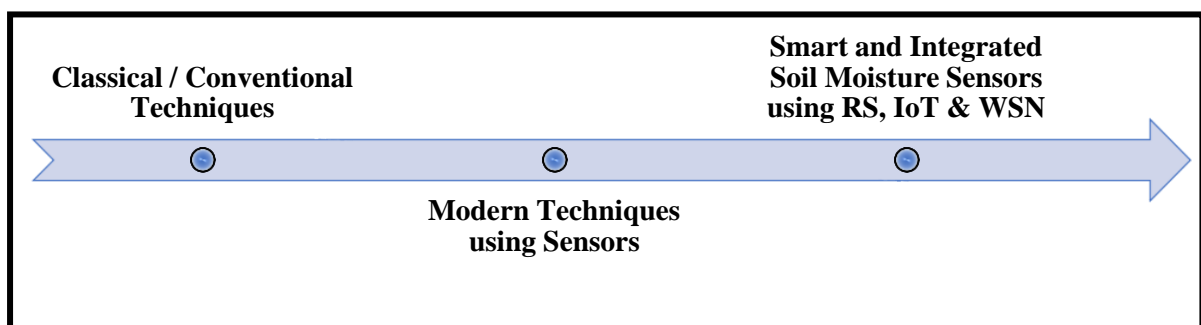 Classical / Conventional
Techniques
Modern Techniques
using Sensors
Smart and Integrated
Soil Moisture Sensors
using RS, IoT & WSN